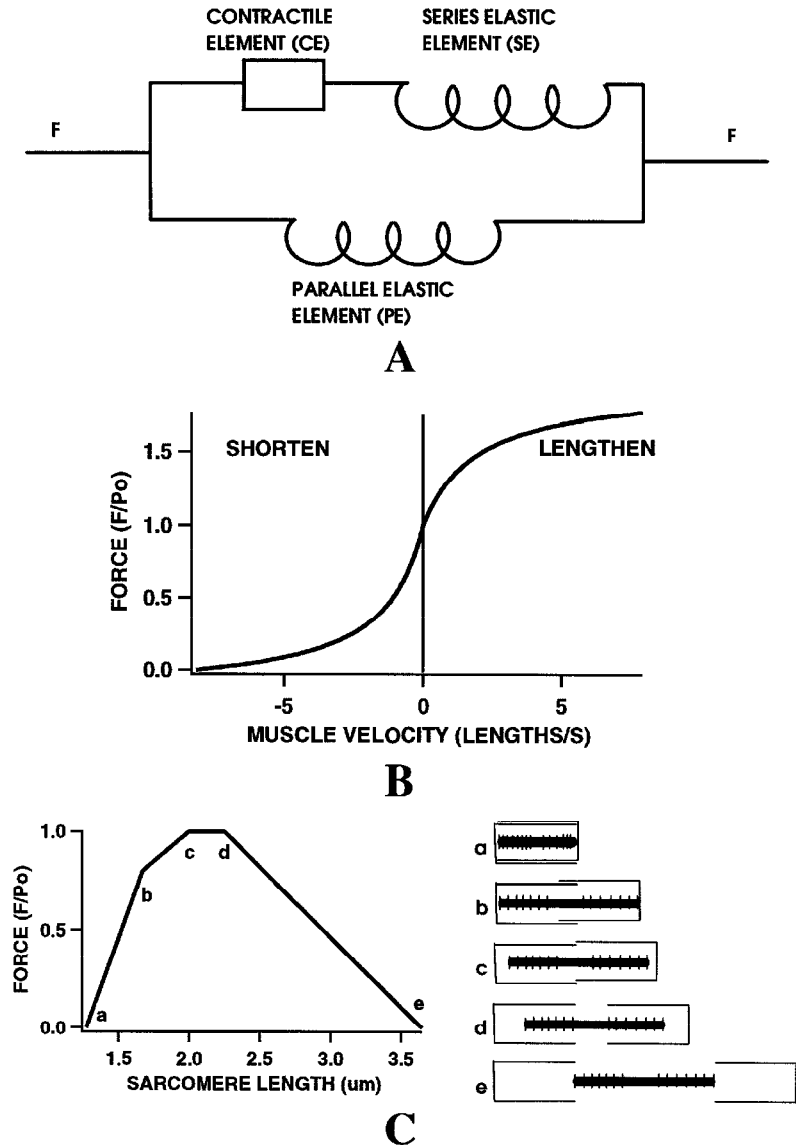 CONTRACTILE
ELEMENT (CE)
SERIES ELASTIC
ELEMENT (SE)
F
F
PARALLEL ELASTIC
ELEMENT (PE)
A
SHORTEN
LENGTHEN
FORCE (F/Po)
1.5
1.0
0.5
0.0
-5
0
5
MUSCLE VELOCITY (LENGTHS/S)
B
FORCE (F/Po)
1.0
0.5
0.0
a
b
c
d
e
1.5
2.0
2.5
3.0
3.5
SARCOMERE LENGTH (um)
a
b
c
d
e
C